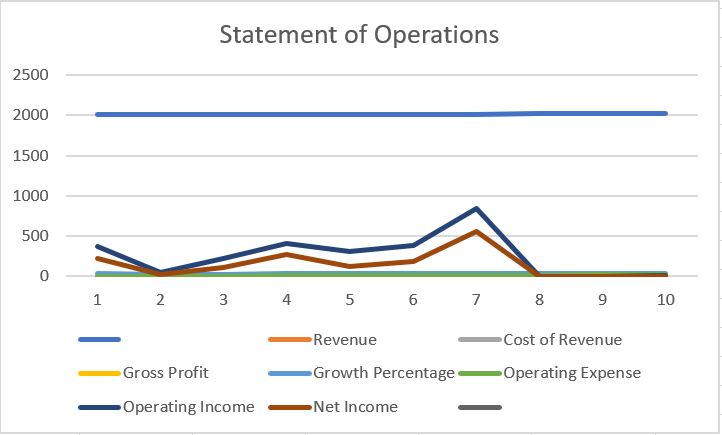 Statement of Operations
2500
2000
1500
1000
500
0
1 2 3 4 5 6 7 8 9 10
Revenue Cost of Revenue
Gross Profit Growth Percentage Operating Expense
Operating Income Net Income